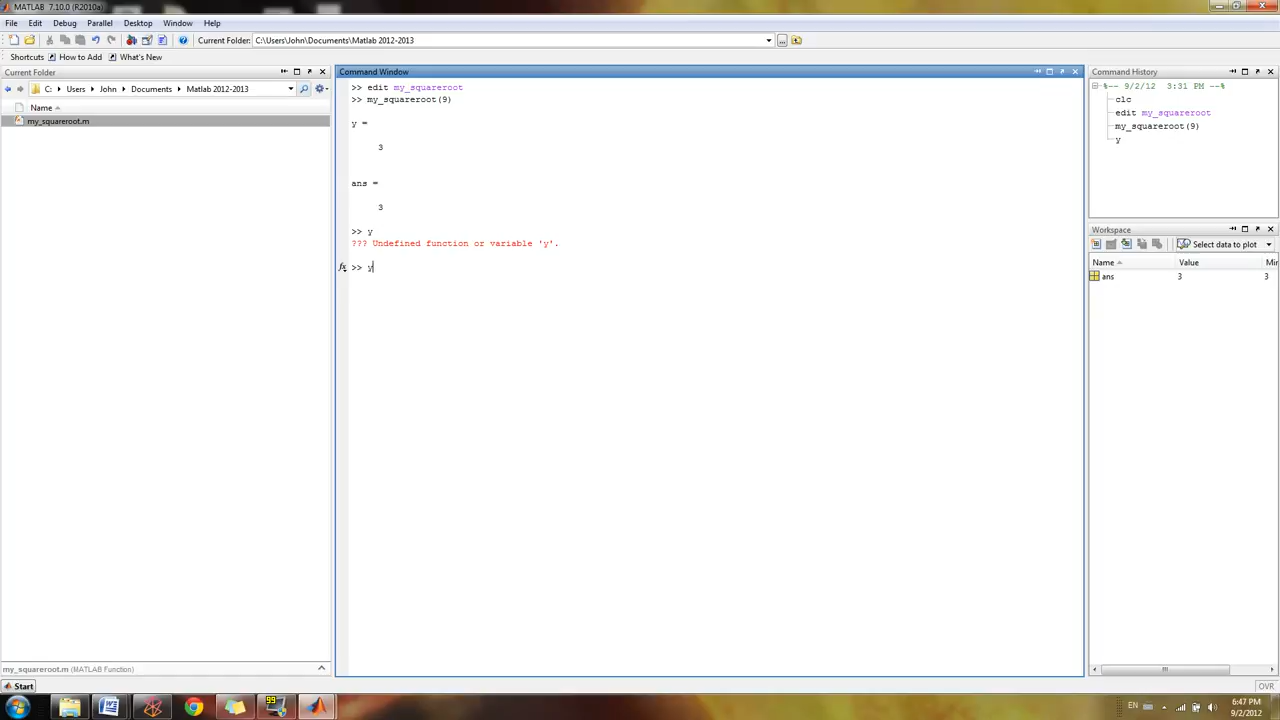 MATLAB 7.10.0 (R2010a)
File Edit Debug Parallel Desktop Window Help
Current Folder: C:\Users\John\Documents\Matlab 2012-2013
Shortcuts How to Add What's New
Current Folder
C: Users John Documents Matlab 2012-2013
Name
my_squareroot.m
my_squareroot.m (MATLAB Function)
Command Window
>> edit my_squareroot
>> my_squareroot(9)
y =
3
ans =
3
>> y
??? Undefined function or variable 'y'.
fx >> y
Command History
%-- 9/2/12 3:31 PM --%
clc
edit my_squareroot
my_squareroot(9)
y
Workspace
Select data to plot
Name Value Mir
ans 3 3
Start
OVR
99
EN
6:47 PM
9/2/2012